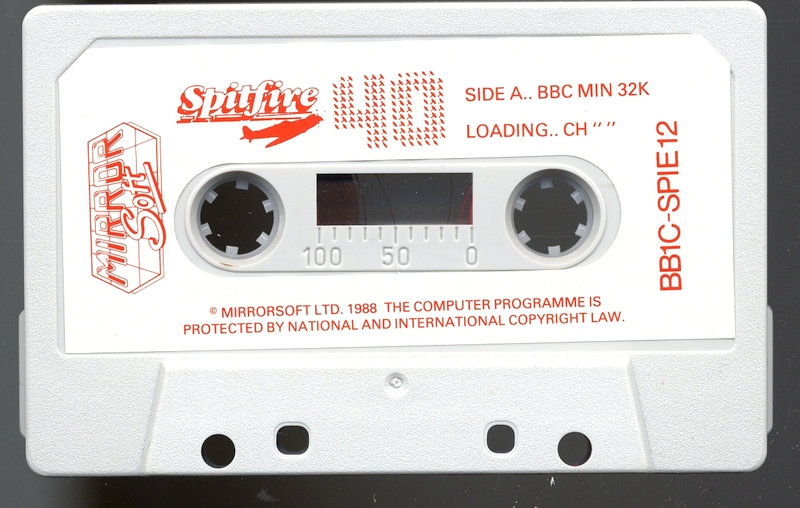 Spitfire 40
SIDE A.. BBC MIN 32K
LOADING.. CH “ ”
MIRROR
Soft
BB1C-SPIE12
100 50 0
© MIRRORSOFT LTD. 1988 THE COMPUTER PROGRAMME IS
PROTECTED BY NATIONAL AND INTERNATIONAL COPYRIGHT LAW.